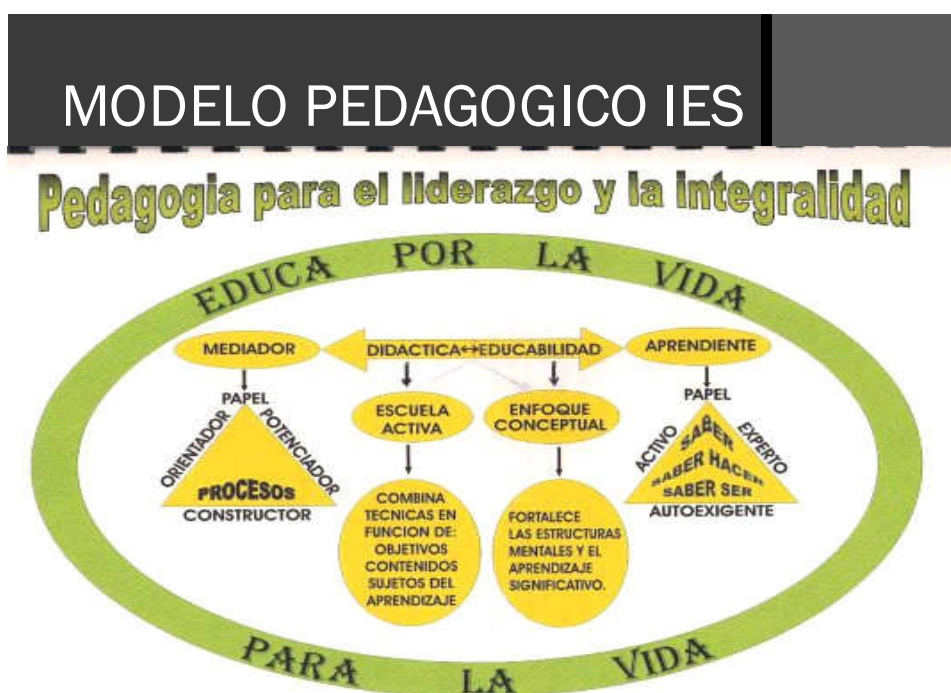 MODELO PEDAGOGICO IES
Pedagogia para el liderazgo y la integralidad
EDUCA POR LA VIDA
MEDIADOR
DIDACTICA↔EDUCABILIDAD
APRENDIENTE
PAPEL
ORIENTADOR
POTENCIADOR
PROCESOS
CONSTRUCTOR
ESCUELA
ACTIVA
COMBINA
TECNICAS EN
FUNCION DE:
OBJETIVOS
CONTENIDOS
SUJETOS DEL
APRENDIZAJE
ENFOQUE
CONCEPTUAL
FORTALECE
LAS ESTRUCTURAS
MENTALES Y EL
APRENDIZAJE
SIGNIFICATIVO.
PAPEL
ACTIVO
EXPERTO
SABER
SABER HACER
SABER SER
AUTOEXIGENTE
PARA LA VIDA